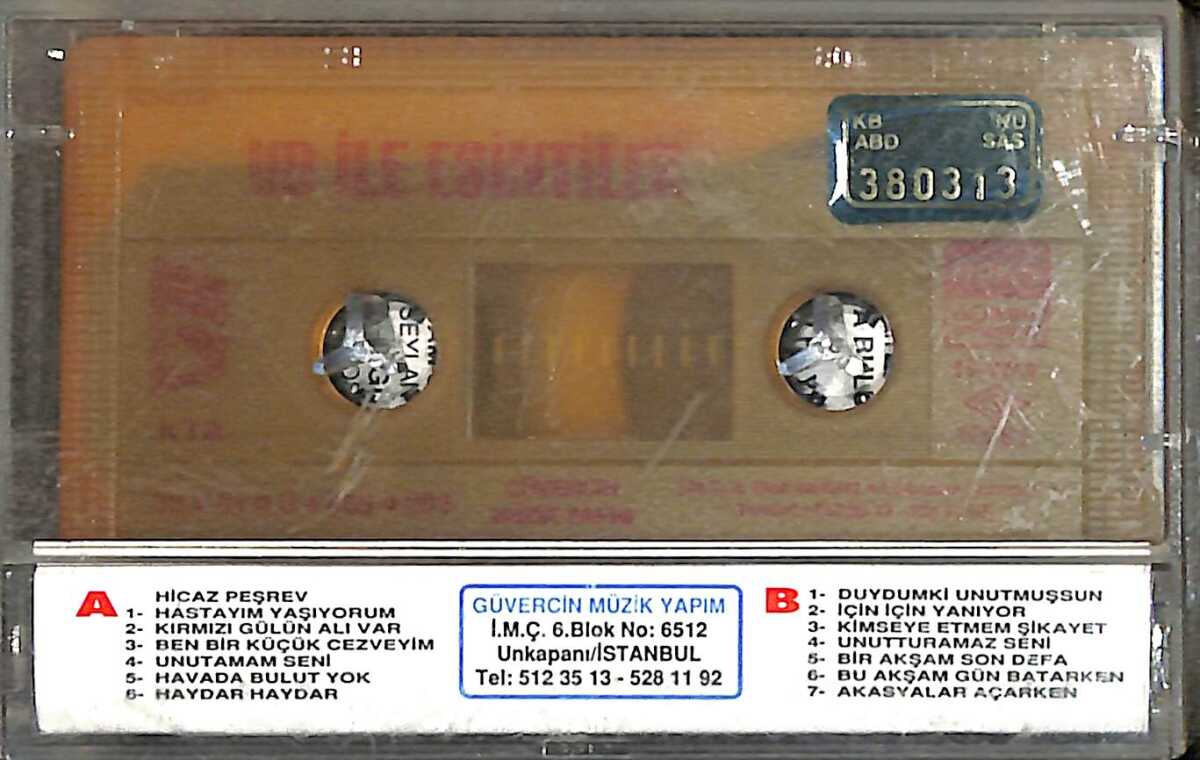 UD İLE
KB MÜ
ABD SAS
380313
A
HİCAZ PEŞREV
1- HASTAYIM YAŞIYORUM
2- KIRMIZI GÜLÜN ALI VAR
3- BEN BİR KÜÇÜK CEZVEYİM
4- UNUTAMAM SENİ
5- HAVADA BULUT YOK
6- HAYDAR HAYDAR
GÜVERCİN MÜZİK YAPIM
İ.M.Ç. 6.Blok No: 6512
Unkapanı/İSTANBUL
Tel: 512 35 13 - 528 11 92
B
1- DUYDUMKİ UNUTMUŞSUN
2- İÇİN İÇİN YANIYOR
3- KİMSEYE ETMEM ŞİKAYET
4- UNUTTURAMAZ SENİ
5- BİR AKŞAM SON DEFA
6- BU AKŞAM GÜN BATARKEN
7- AKASYALAR AÇARKEN